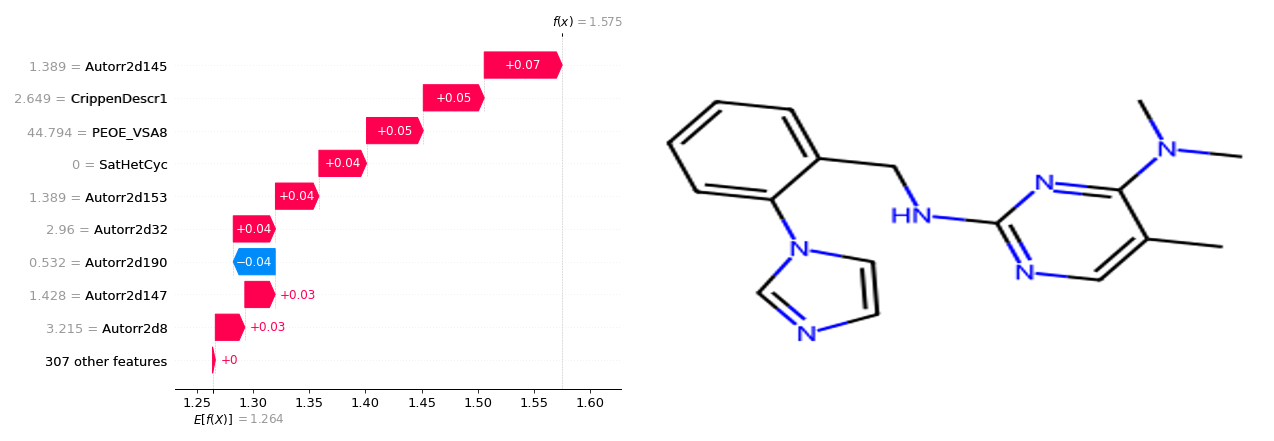 f(x) = 1.575
1.389 = Autorr2d145
+0.07
2.649 = CrippenDescr1
+0.05
44.794 = PEOE_VSA8
+0.05
0 = SatHetCyc
+0.04
1.389 = Autorr2d153
+0.04
2.96 = Autorr2d32
+0.04
0.532 = Autorr2d190
−0.04
1.428 = Autorr2d147
+0.03
3.215 = Autorr2d8
+0.03
307 other features
+0
1.25 1.30 1.35 1.40 1.45 1.50 1.55 1.60
E[f(X)] = 1.264
N
N
HN
N
N
N
N